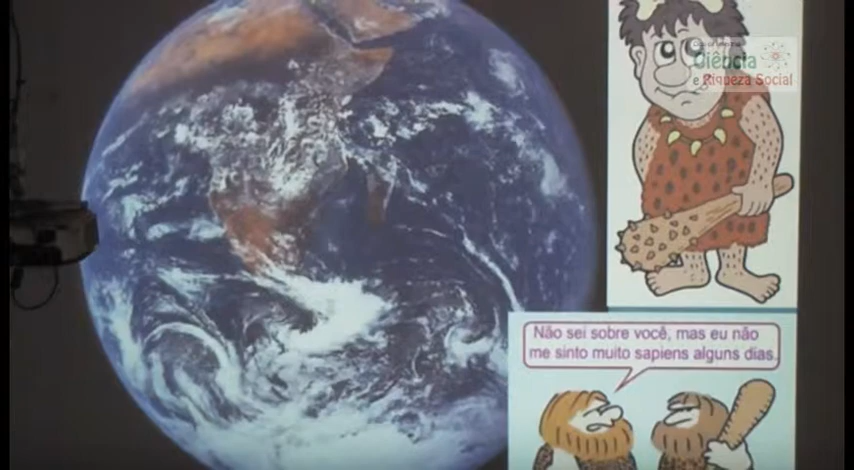 Ciência
e Riqueza Social
Não sei sobre você, mas eu não
me sinto muito sapiens alguns dias.